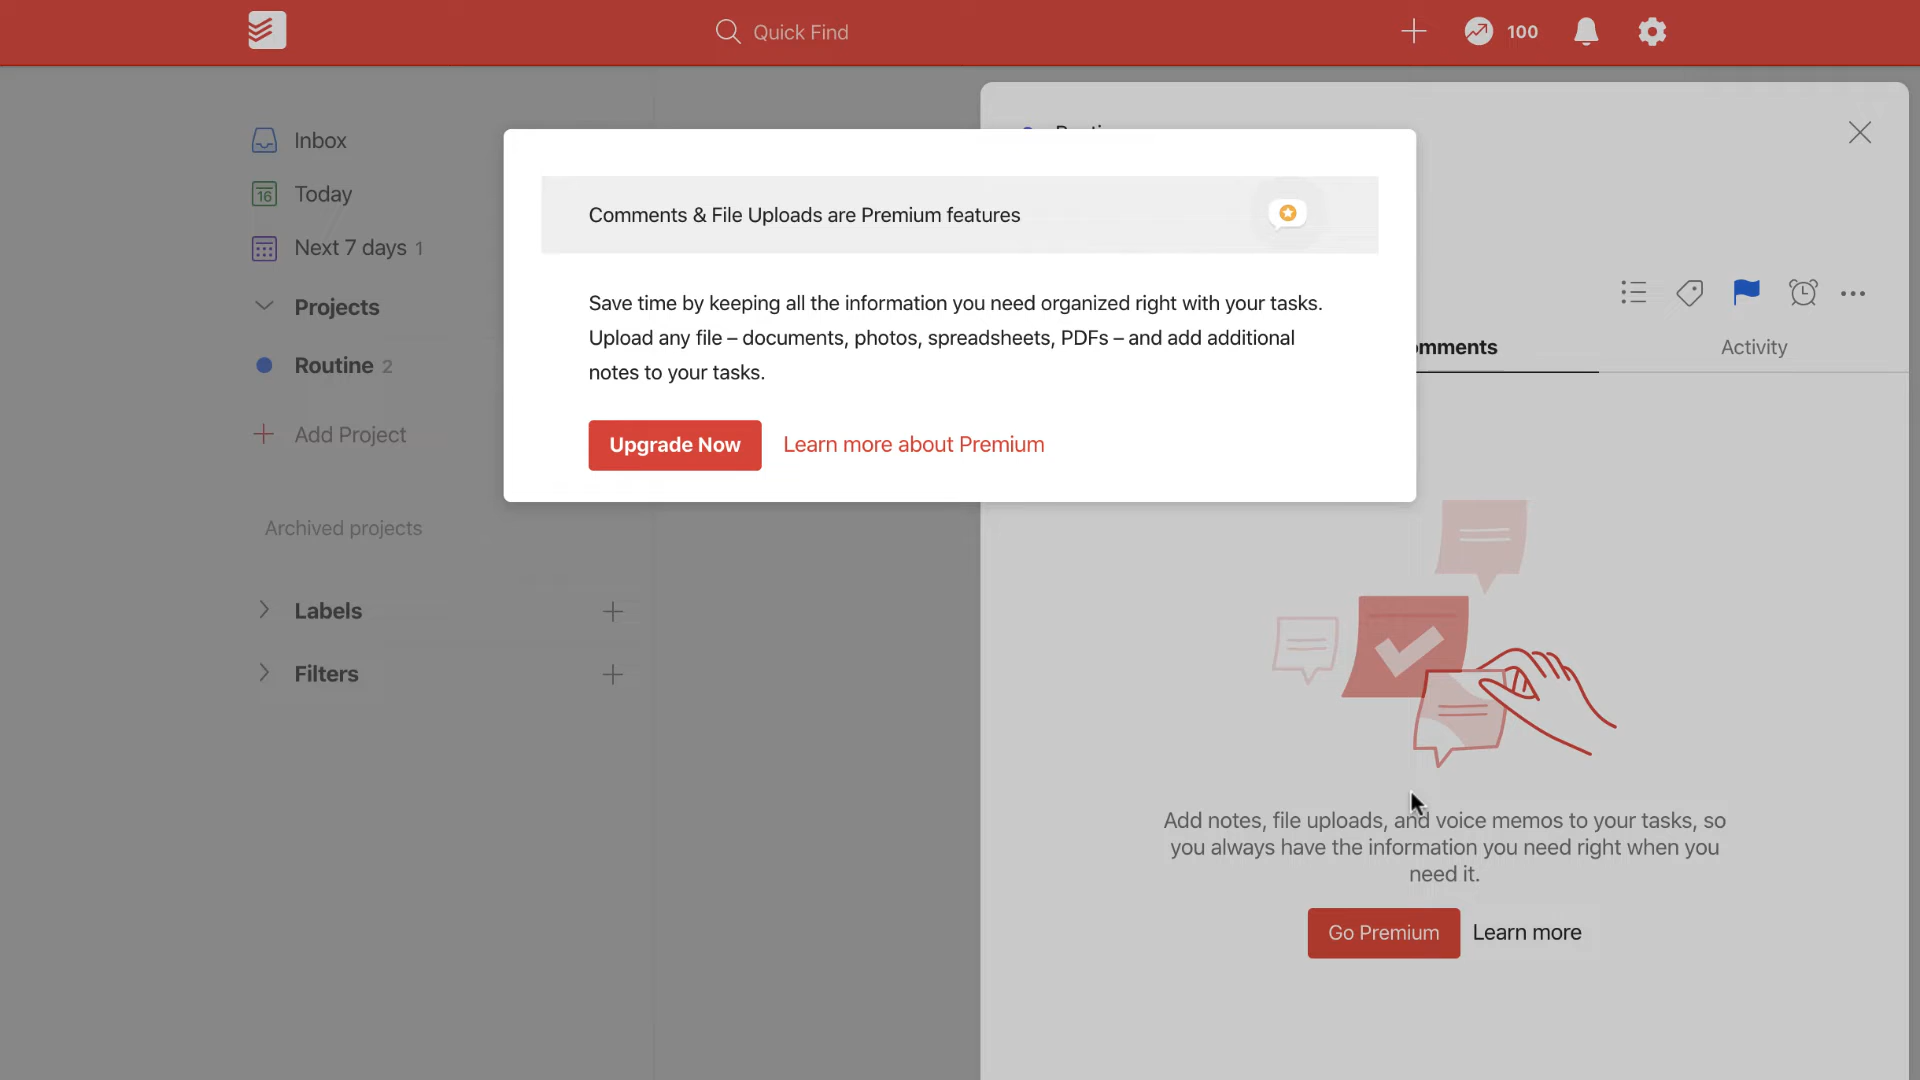 Quick Find
100
Inbox
16
Today
Next 7 days 1
Projects
Routine 2
Add Project
Archived projects
Labels
Filters
Comments & File Uploads are Premium features
Save time by keeping all the information you need organized right with your tasks.
Upload any file – documents, photos, spreadsheets, PDFs – and add additional
notes to your tasks.
Upgrade Now
Learn more about Premium
omments
Activity
Add notes, file uploads, and voice memos to your tasks, so
you always have the information you need right when you
need it.
Go Premium
Learn more